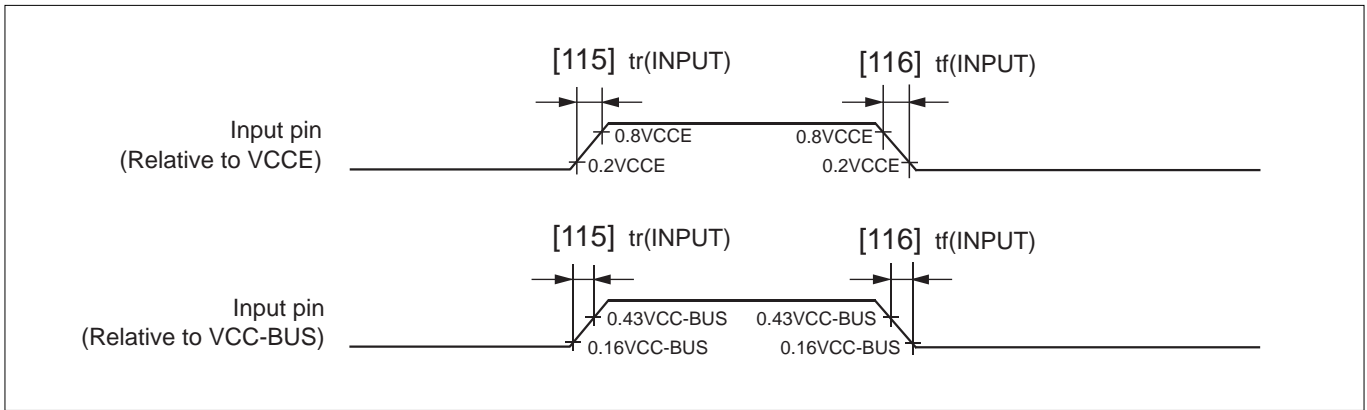 [115] tr(INPUT)
[116] tf(INPUT)
Input pin
(Relative to VCCE)
0.8VCCE
0.8VCCE
0.2VCCE
0.2VCCE
[115] tr(INPUT)
[116] tf(INPUT)
Input pin
(Relative to VCC-BUS)
0.43VCC-BUS
0.43VCC-BUS
0.16VCC-BUS
0.16VCC-BUS